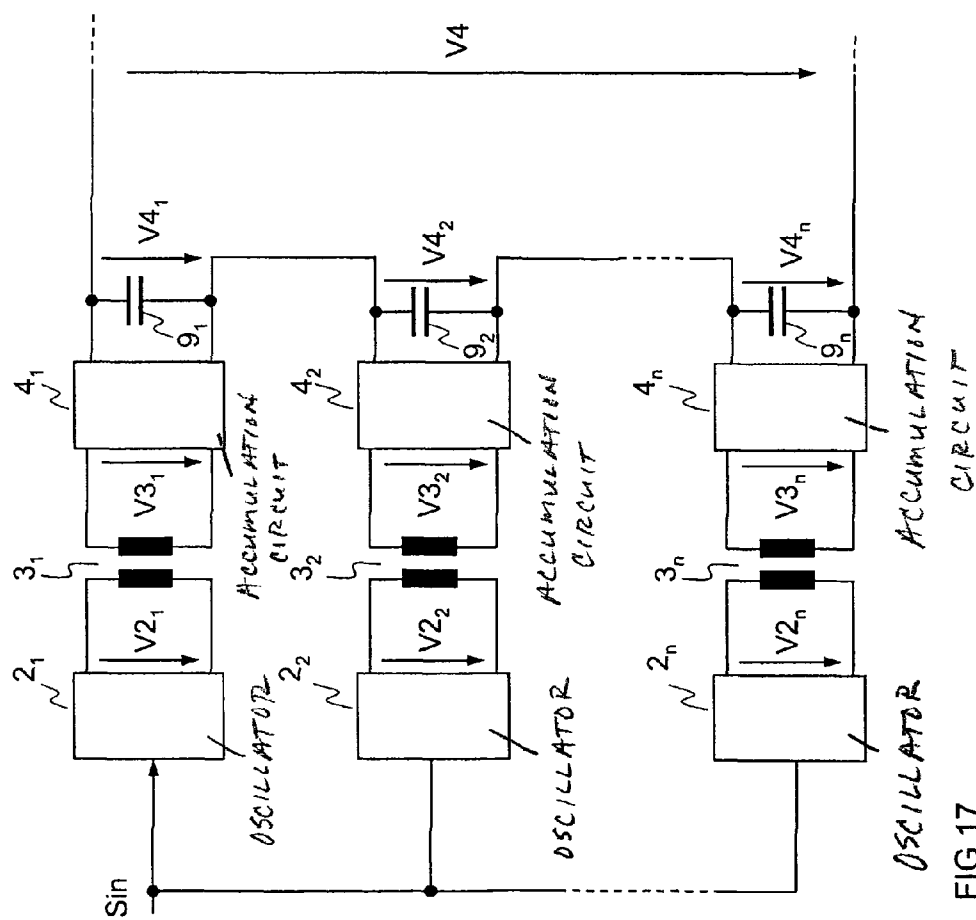 Sin
2₁
V2₁
3₁
V3₁
4₁
9₁
V4₁
V4
OSCILLATOR
ACCUMULATION
CIRCUIT
2₂
V2₂
3₂
V3₂
4₂
9₂
V4₂
OSCILLATOR
ACCUMULATION
CIRCUIT
2ₙ
V2ₙ
3ₙ
V3ₙ
4ₙ
9ₙ
V4ₙ
OSCILLATOR
ACCUMULATION
CIRCUIT
FIG 17